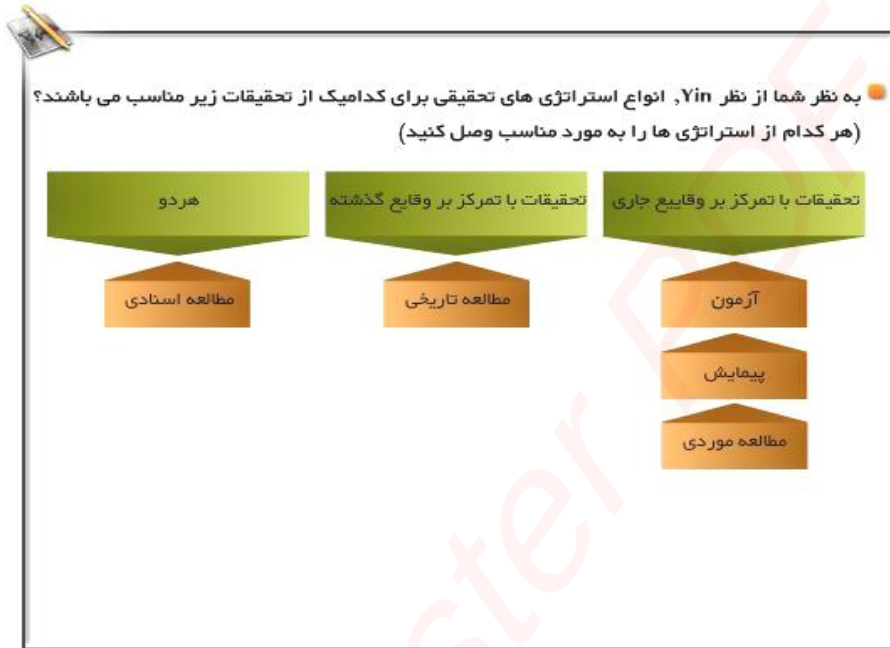 به نظر شما از نظر Yin, انواع استراتژی های تحقیقی برای کدامیک از تحقیقات زیر مناسب می باشند؟
(هر کدام از استراتژی ها را به مورد مناسب وصل کنید)
تحقیقات با تمرکز بر وقاییع جاری
تحقیقات با تمرکز بر وقایع گذشته
هردو
آزمون
مطالعه تاریخی
مطالعه اسنادی
پیمایش
مطالعه موردی